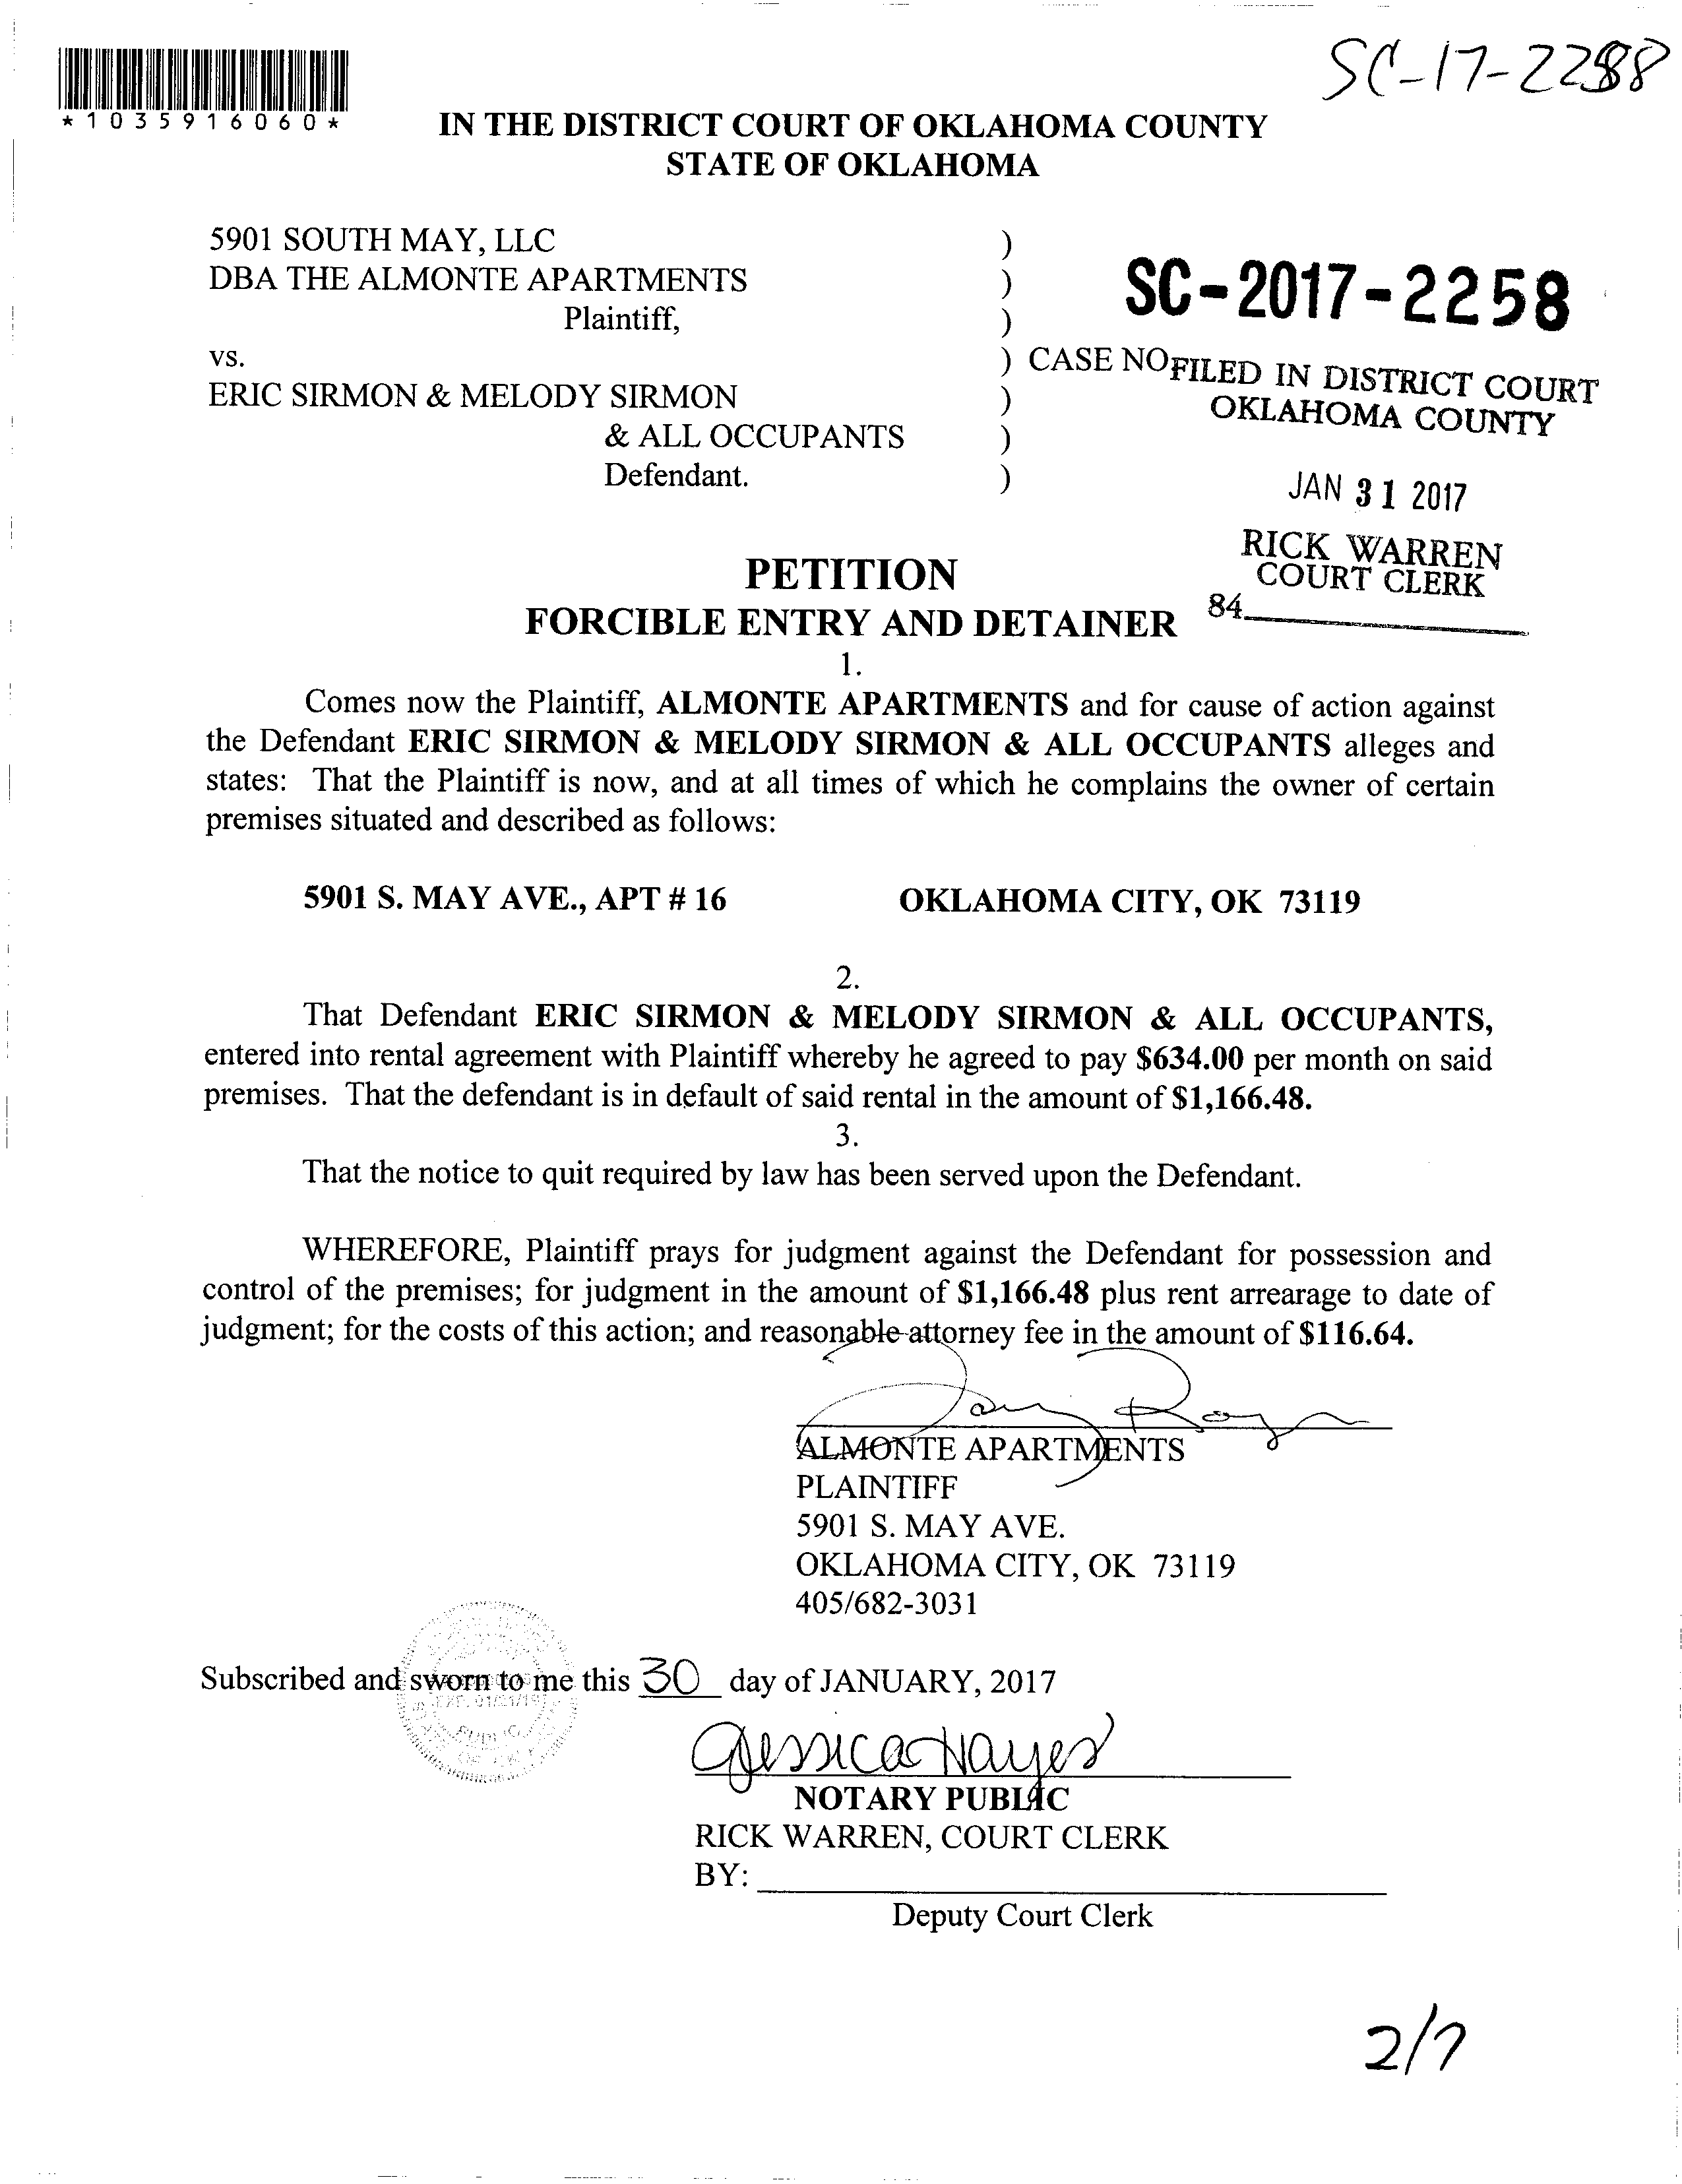 SC-17-2288
*1035916060*
IN THE DISTRICT COURT OF OKLAHOMA COUNTY
STATE OF OKLAHOMA
5901 SOUTH MAY, LLC )
DBA THE ALMONTE APARTMENTS )
Plaintiff, )
SC-2017-2258
vs. ) CASE NO
ERIC SIRMON & MELODY SIRMON )
& ALL OCCUPANTS )
Defendant. )
FILED IN DISTRICT COURT
OKLAHOMA COUNTY
JAN 31 2017
RICK WARREN
COURT CLERK
84
PETITION
FORCIBLE ENTRY AND DETAINER
1.
Comes now the Plaintiff, ALMONTE APARTMENTS and for cause of action against
the Defendant ERIC SIRMON & MELODY SIRMON & ALL OCCUPANTS alleges and
states: That the Plaintiff is now, and at all times of which he complains the owner of certain
premises situated and described as follows:
5901 S. MAY AVE., APT # 16 OKLAHOMA CITY, OK 73119
2.
That Defendant ERIC SIRMON & MELODY SIRMON & ALL OCCUPANTS,
entered into rental agreement with Plaintiff whereby he agreed to pay $634.00 per month on said
premises. That the defendant is in default of said rental in the amount of $1,166.48.
3.
That the notice to quit required by law has been served upon the Defendant.
WHEREFORE, Plaintiff prays for judgment against the Defendant for possession and
control of the premises; for judgment in the amount of $1,166.48 plus rent arrearage to date of
judgment; for the costs of this action; and reasonable attorney fee in the amount of $116.64.
ALMONTE APARTMENTS
PLAINTIFF
5901 S. MAY AVE.
OKLAHOMA CITY, OK 73119
405/682-3031
Subscribed and sworn to me this 30 day of JANUARY, 2017
Jessica Hayes
NOTARY PUBLIC
RICK WARREN, COURT CLERK
BY:
Deputy Court Clerk
2/7